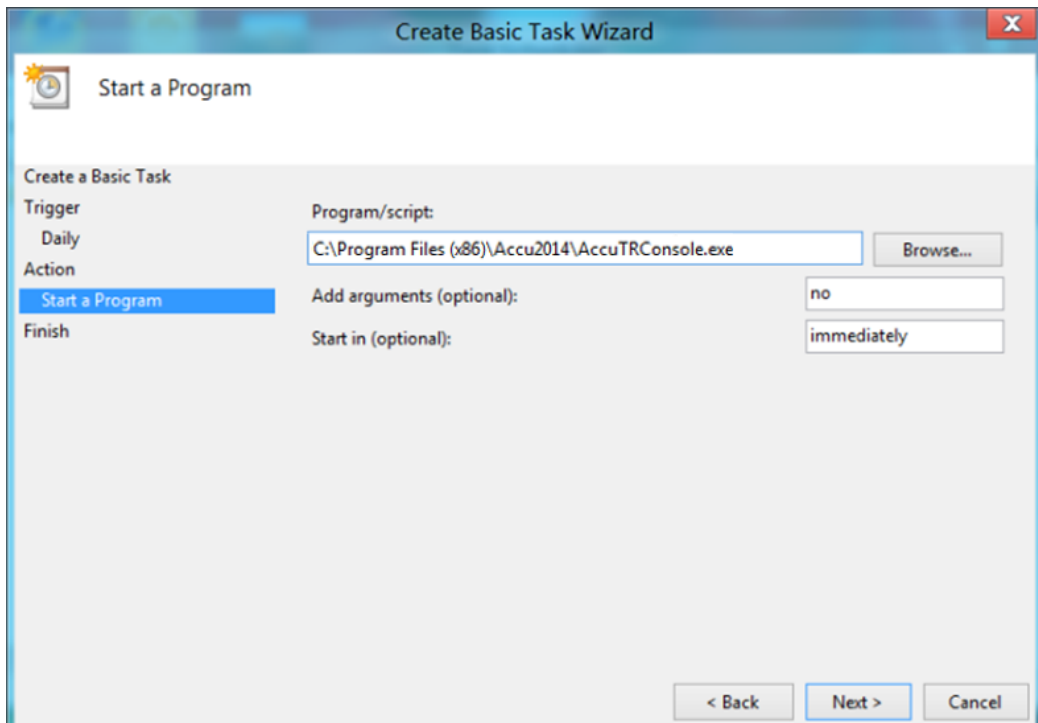 Create Basic Task Wizard
X
Start a Program
Create a Basic Task
Trigger
Daily
Action
Start a Program
Finish
Program/script:
C:\Program Files (x86)\Accu2014\AccuTRConsole.exe
Browse...
Add arguments (optional):
no
Start in (optional):
immediately
< Back
Next >
Cancel